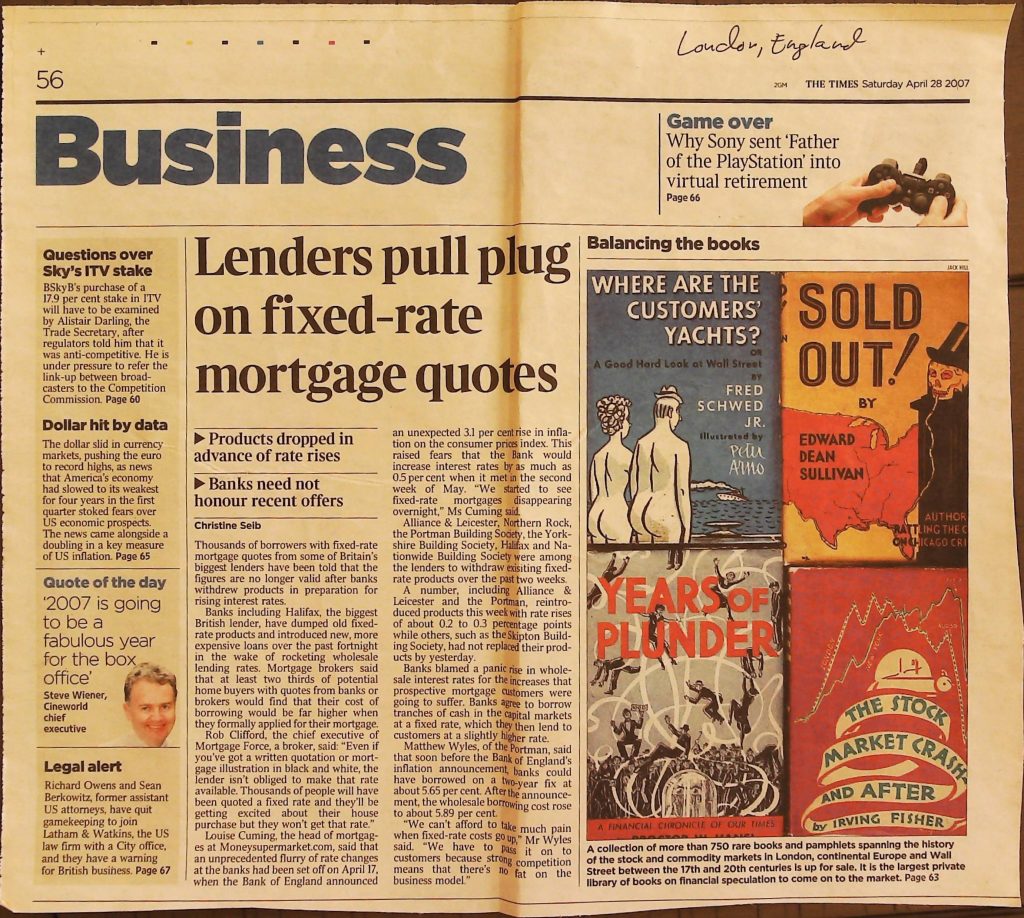 London, England
56
2GM THE TIMES Saturday April 28 2007
Business
Game over
Why Sony sent ‘Father
of the PlayStation’ into
virtual retirement
Page 66
Questions over
Sky’s ITV stake
BSkyB’s purchase of a
17.9 per cent stake in ITV
will have to be examined
by Alistair Darling, the
Trade Secretary, after
regulators told him that it
was anti-competitive. He is
under pressure to refer the
link-up between broad-
casters to the Competition
Commission. Page 60
Dollar hit by data
The dollar slid in currency
markets, pushing the euro
to record highs, as news
that America’s economy
had slowed to its weakest
for four years in the first
quarter stoked fears over
US economic prospects.
The news came alongside a
doubling in a key measure
of US inflation. Page 65
Quote of the day
‘2007 is going
to be a
fabulous year
for the box
office’
Steve Wiener,
Cineworld
chief
executive
Legal alert
Richard Owens and Sean
Berkowitz, former assistant
US attorneys, have quit
gamekeeping to join
Latham & Watkins, the US
law firm with a City office,
and they have a warning
for British business. Page 67
Lenders pull plug
on fixed-rate
mortgage quotes
Products dropped in
advance of rate rises
Banks need not
honour recent offers
Christine Seib
Thousands of borrowers with fixed-rate
mortgage quotes from some of Britain’s
biggest lenders have been told that the
figures are no longer valid after banks
withdrew products in preparation for
rising interest rates.
Banks including Halifax, the biggest
British lender, have dumped old fixed-
rate products and introduced new, more
expensive loans over the past fortnight
in the wake of rocketing wholesale
lending rates. Mortgage brokers said
that at least two thirds of potential
home buyers with quotes from banks or
brokers would find that their cost of
borrowing would be far higher when
they formally applied for their mortgage.
Rob Clifford, the chief executive of
Mortgage Force, a broker, said: “Even if
you’ve got a written quotation or mort-
gage illustration in black and white, the
lender isn’t obliged to make that rate
available. Thousands of people will have
been quoted a fixed rate and they’ll be
getting excited about their house
purchase but they won’t get that rate.”
Louise Cuming, the head of mortgag-
es at Moneysupermarket.com, said that
an unprecedented flurry of rate changes
at the banks had been set off on April 17,
when the Bank of England announced
an unexpected 3.1 per cent rise in infla-
tion on the consumer prices index. This
raised fears that the Bank would
increase interest rates by as much as
0.5 per cent when it met in the second
week of May. “We started to see
fixed-rate mortgages disappearing
overnight,” Ms Cuming said.
Alliance & Leicester, Northern Rock,
the Portman Building Society, the York-
shire Building Society, Halifax and Na-
tionwide Building Society were among
the lenders to withdraw exisiting fixed-
rate products over the past two weeks.
A number, including Alliance &
Leicester and the Portman, reintro-
duced products this week with rate rises
of about 0.2 to 0.3 percentage points
while others, such as the Skipton Build-
ing Society, had not replaced their prod-
ucts by yesterday.
Banks blamed a panic rise in whole-
sale interest rates for the increases that
prospective mortgage customers were
going to suffer. Banks agree to borrow
tranches of cash in the capital markets
at a fixed rate, which they then lend to
customers at a slightly higher rate.
Matthew Wyles, of the Portman, said
that soon before the Bank of England’s
inflation announcement, banks could
have borrowed on a two-year fix at
about 5.65 per cent. After the announce-
ment, the wholesale borrowing cost rose
to about 5.89 per cent.
“We can’t afford to take much pain
when fixed-rate costs go up,” Mr Wyles
said. “We have to pass it on to
customers because strong competition
means that there’s no fat on the
business model.”
Balancing the books
JACK HILL
WHERE ARE THE
CUSTOMERS’
YACHTS?
OR
A Good Hard Look at Wall Street
BY
FRED
SCHWED
JR.
Illustrated by
Peter
Arno
SOLD
OUT!
BY
EDWARD
DEAN
SULLIVAN
AUTHOR
RATTLING THE
ON CHICAGO CRI
YEARS OF
PLUNDER
A FINANCIAL CHRONICLE OF OUR TIMES
THE STOCK
MARKET CRASH
AND AFTER
by IRVING FISHER
A collection of more than 750 rare books and pamphlets spanning the history
of the stock and commodity markets in London, continental Europe and Wall
Street between the 17th and 20th centuries is up for sale. It is the largest private
library of books on financial speculation to come on to the market. Page 63